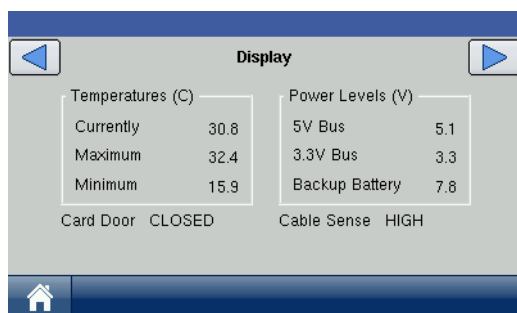 Display
Temperatures (C)
Currently 30.8
Maximum 32.4
Minimum 15.9
Power Levels (V)
5V Bus 5.1
3.3V Bus 3.3
Backup Battery 7.8
Card Door CLOSED
Cable Sense HIGH